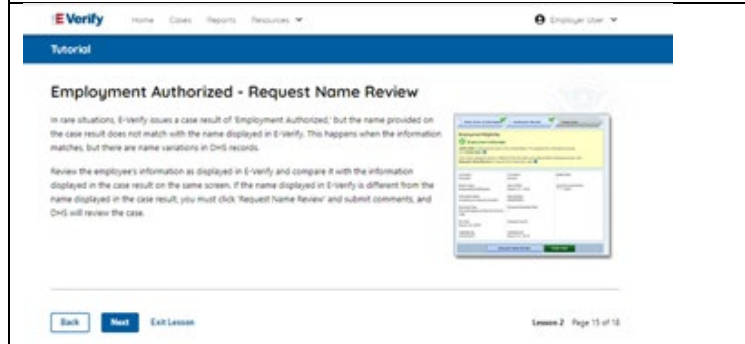 E-Verify Home Cases Reports Resources Employer User
Tutorial
Employment Authorized - Request Name Review
In rare situations, E-Verify issues a case result of 'Employment Authorized,' but the name provided on
the case result does not match with the name displayed in E-Verify. This happens when the information
matches, but there are name variations in DHS records.
Review the employee's information as displayed in E-Verify and compare it with the information
displayed in the case result on the same screen. If the name displayed in E-Verify is different from the
name displayed in the case result, you must click 'Request Name Review' and submit comments, and
DHS will review the case.
Back Next Exit Lesson Lesson 2 Page 15 of 18